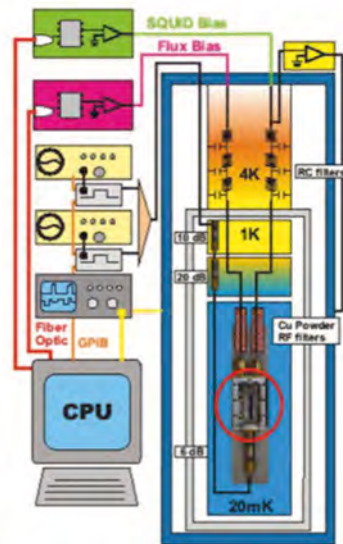 SQUID Bias
Flux Bias
4K
RC filters
1K
10 dB
20 dB
Fiber
Optic
GPIB
Cu Powder
RF filters
CPU
6 dB
20mK